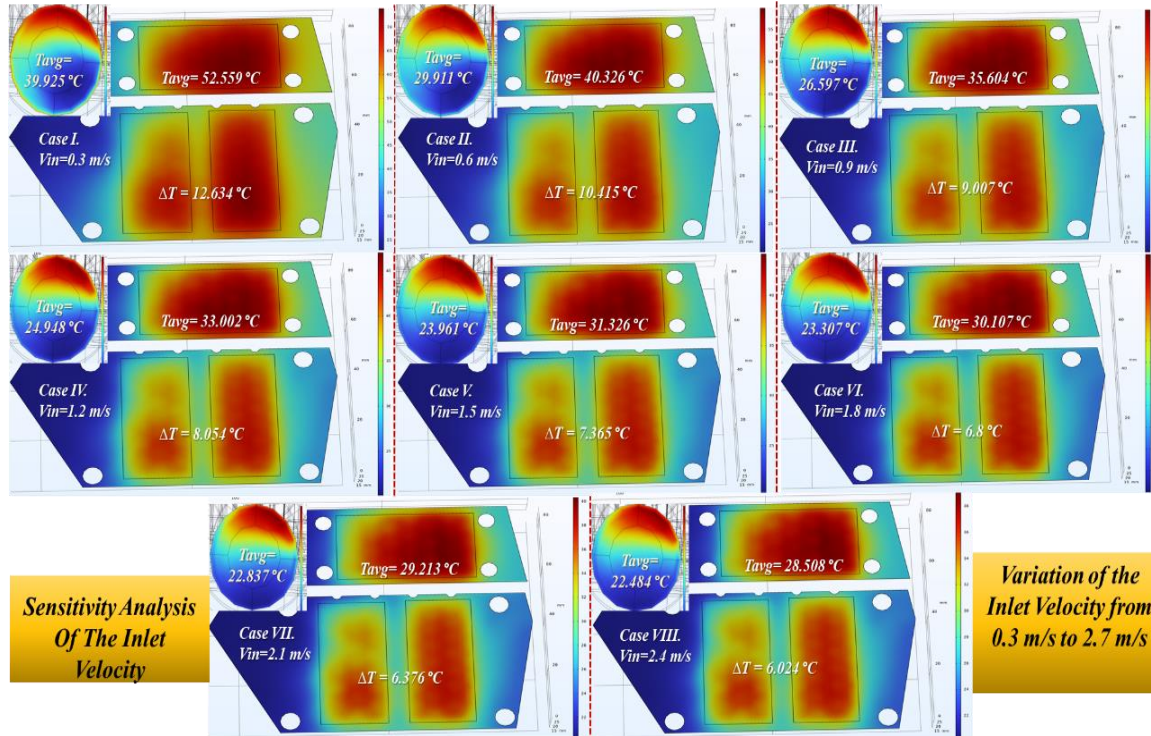 Tavg=
39.925 °C
Tavg= 52.559 °C
Case I.
Vin=0.3 m/s
ΔT = 12.634 °C
Tavg=
29.911 °C
Tavg= 40.326 °C
Case II.
Vin=0.6 m/s
ΔT = 10.415 °C
Tavg=
26.597 °C
Tavg= 35.604 °C
Case III.
Vin=0.9 m/s
ΔT = 9.007 °C
Tavg=
24.948 °C
Tavg= 33.002 °C
Case IV.
Vin=1.2 m/s
ΔT = 8.054 °C
Tavg=
23.961 °C
Tavg= 31.326 °C
Case V.
Vin=1.5 m/s
ΔT = 7.365 °C
Tavg=
23.307 °C
Tavg= 30.107 °C
Case VI.
Vin=1.8 m/s
ΔT = 6.8 °C
Sensitivity Analysis
Of The Inlet
Velocity
Tavg=
22.837 °C
Tavg= 29.213 °C
Case VII.
Vin=2.1 m/s
ΔT = 6.376 °C
Tavg=
22.484 °C
Tavg= 28.508 °C
Case VIII.
Vin=2.4 m/s
ΔT = 6.024 °C
Variation of the
Inlet Velocity from
0.3 m/s to 2.7 m/s